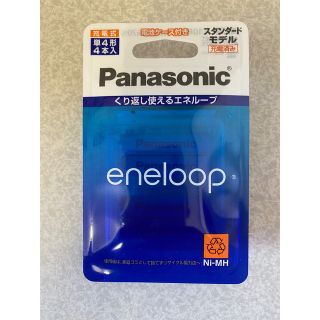 充電式
単4形
4本入
電池ケース付き
スタンダード
モデル
充電済み
Panasonic®
くり返し使えるエネループ
eneloop®
Ni-MH